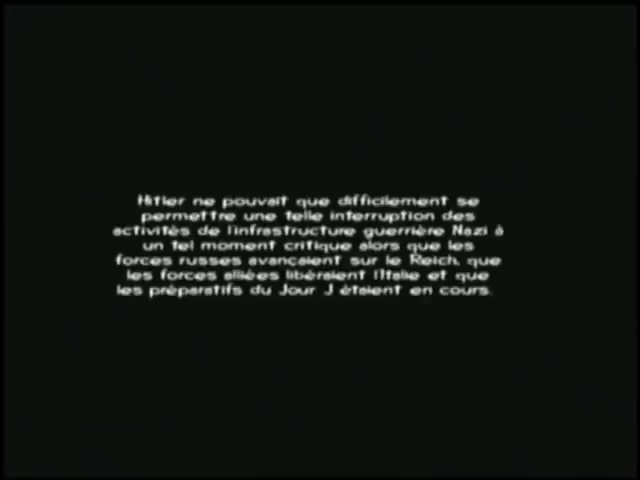 Hitler ne pouvait que difficilement se
permettre une telle interruption des
activités de l'infrastructure guerrière Nazi à
un tel moment critique alors que les
forces russes avançaient sur le Reich, que
les forces alliées libéraient l'Italie et que
les préparatifs du Jour J étaient en cours.